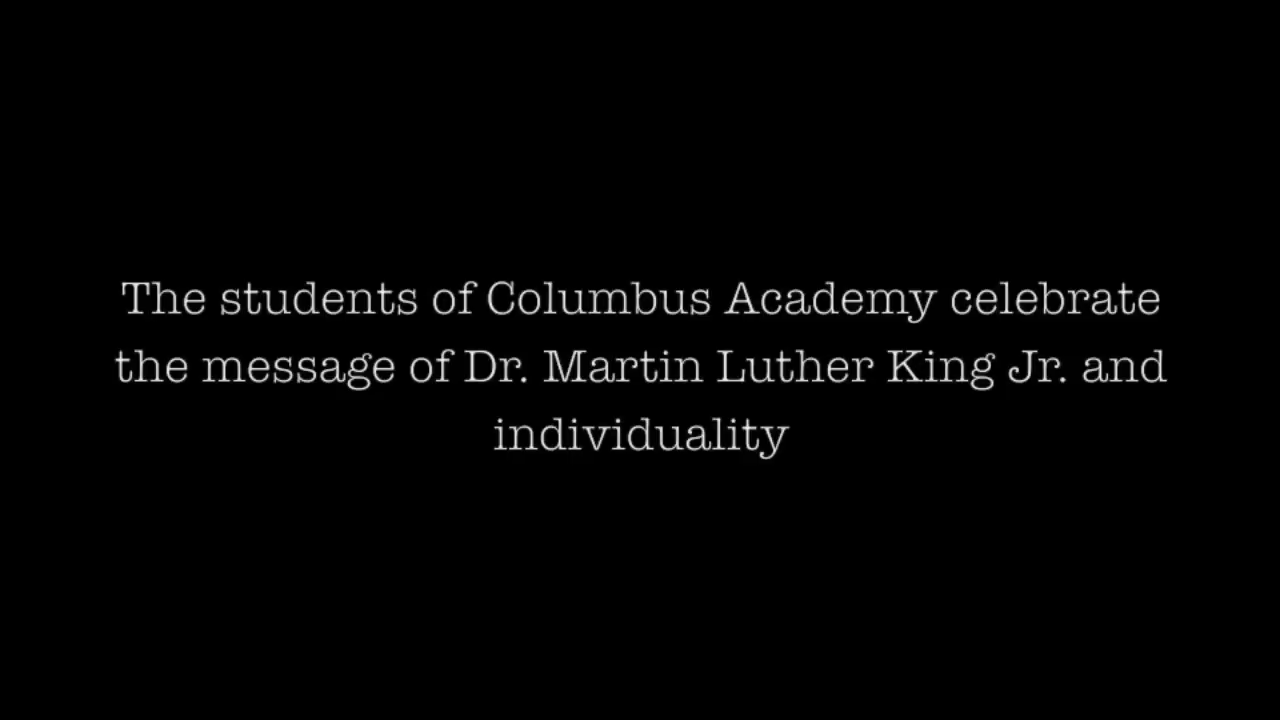 The students of Columbus Academy celebrate
the message of Dr. Martin Luther King Jr. and
individuality